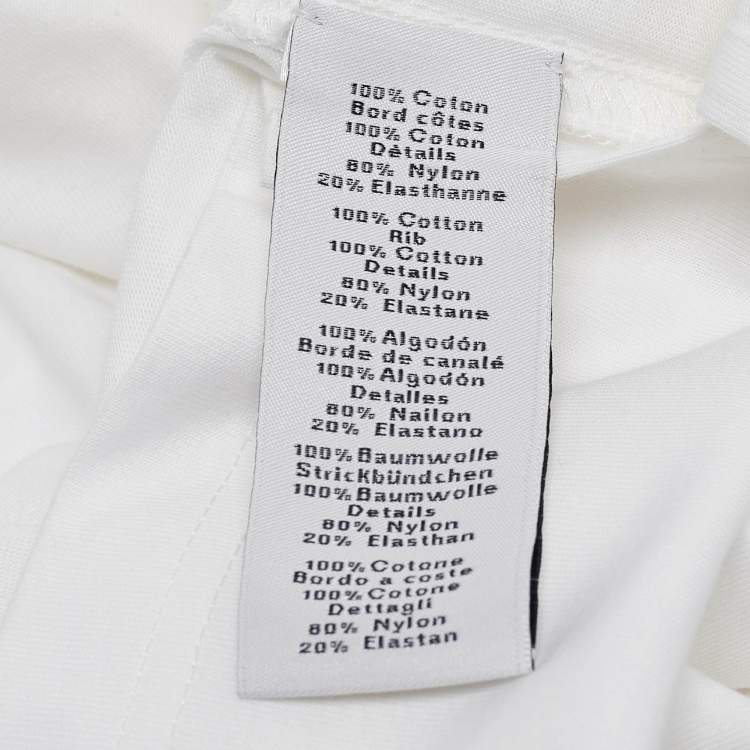 100% Coton
Bord côtes
100% Coton
Détails
80% Nylon
20% Elasthanne
100% Cotton
Rib
100% Cotton
Details
80% Nylon
20% Elastane
100% Algodón
Borde de canalé
100% Algodón
Detalles
80% Nailon
20% Elastano
100% Baumwolle
Strickbündchen
100% Baumwolle
Details
80% Nylon
20% Elasthan
100% Cotone
Bordo a coste
100% Cotone
Dettagli
80% Nylon
20% Elastan